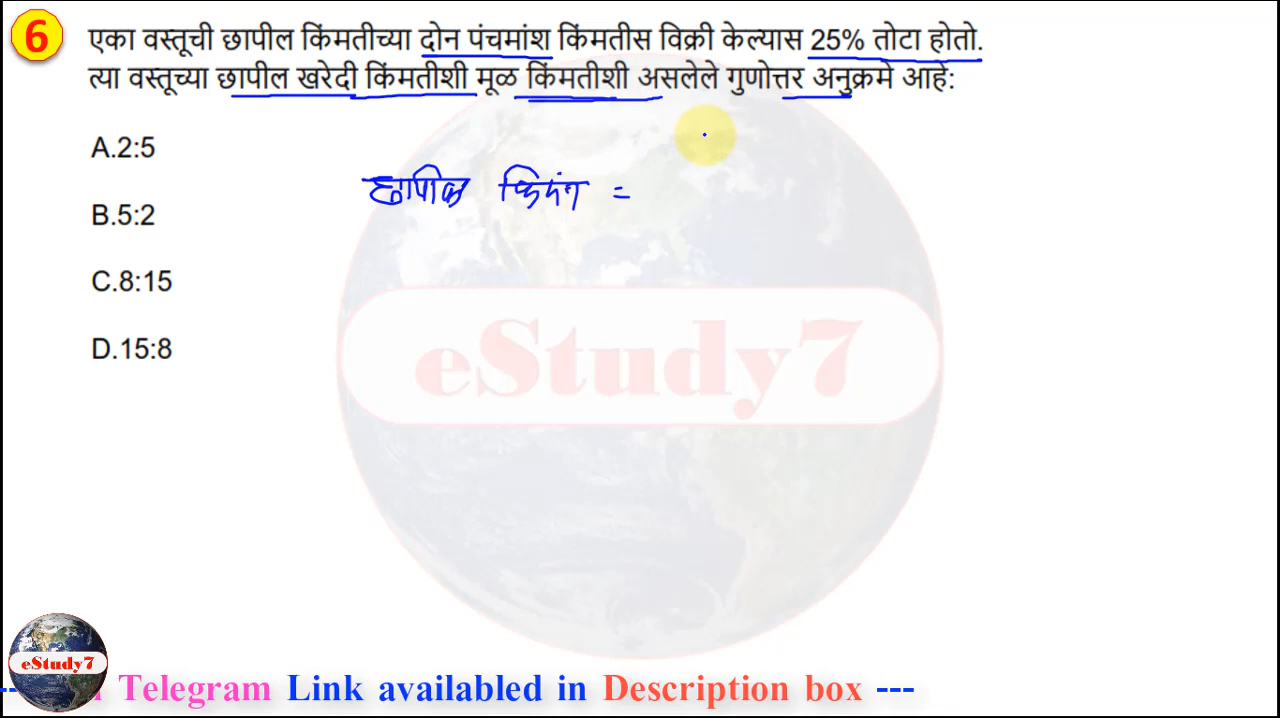 6
एका वस्तूची छापील किंमतीच्या दोन पंचमांश किंमतीस विक्री केल्यास 25% तोटा होतो.
त्या वस्तूच्या छापील खरेदी किंमतीशी मूळ किंमतीशी असलेले गुणोत्तर अनुक्रमे आहे:
A.2:5
छापील किंमत =
B.5:2
C.8:15
D.15:8
eStudy7
eStudy7
Telegram Link availabled in Description box ---